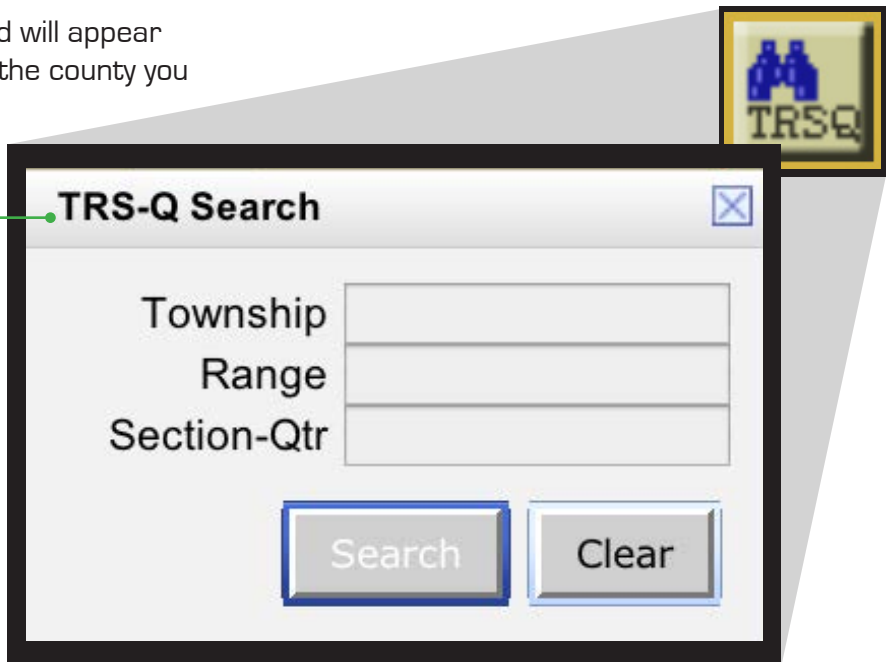 d will appear
the county you
TRSQ
TRS-Q Search
Township
Range
Section-Qtr
Search
Clear